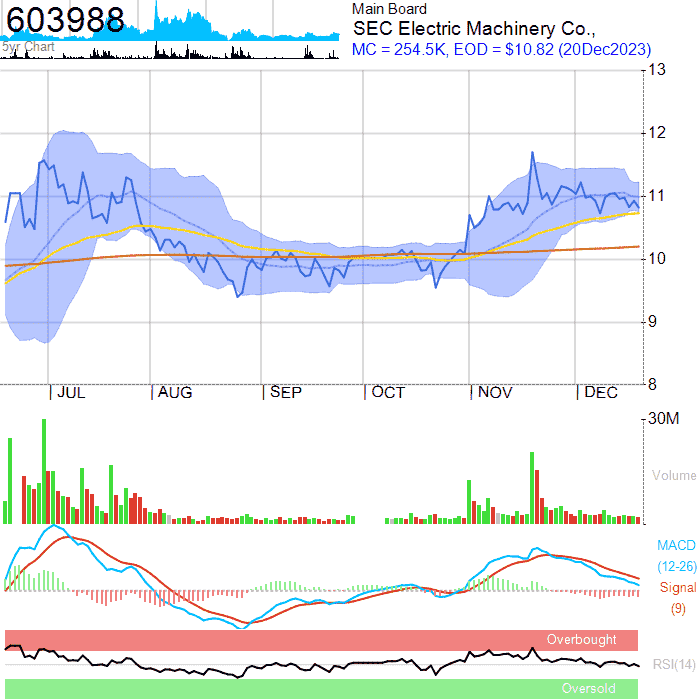 603988
5yr Chart
Main Board
SEC Electric Machinery Co.,
MC = 254.5K, EOD = $10.82 (20Dec2023)
13
12
11
10
9
8
JUL AUG SEP OCT NOV DEC
30M
Volume
MACD
(12-26)
Signal
(9)
Overbought
RSI(14)
Oversold